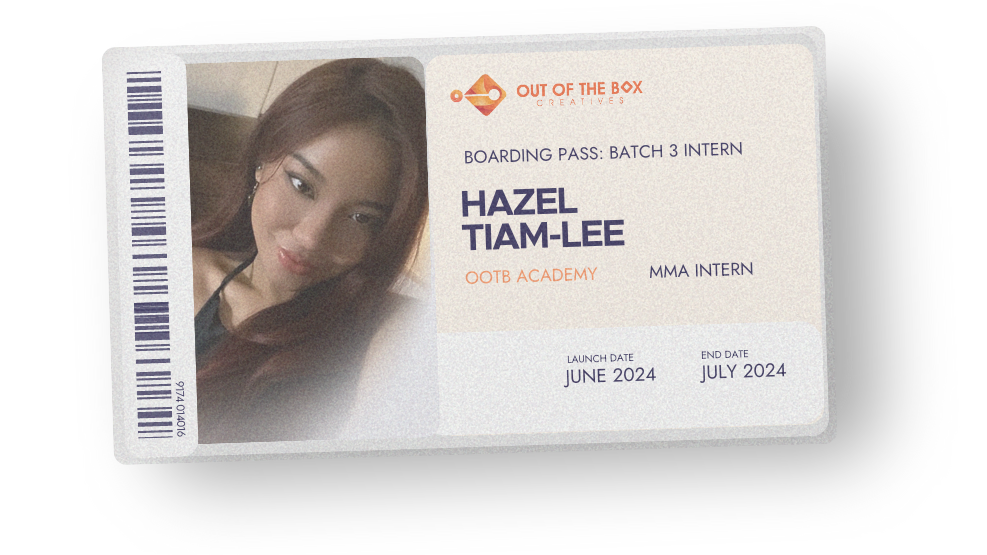 OUT OF THE BOX
CREATIVES
BOARDING PASS: BATCH 3 INTERN
HAZEL
TIAM-LEE
OOTB ACADEMY
MMA INTERN
LAUNCH DATE
JUNE 2024
END DATE
JULY 2024
9174 014016